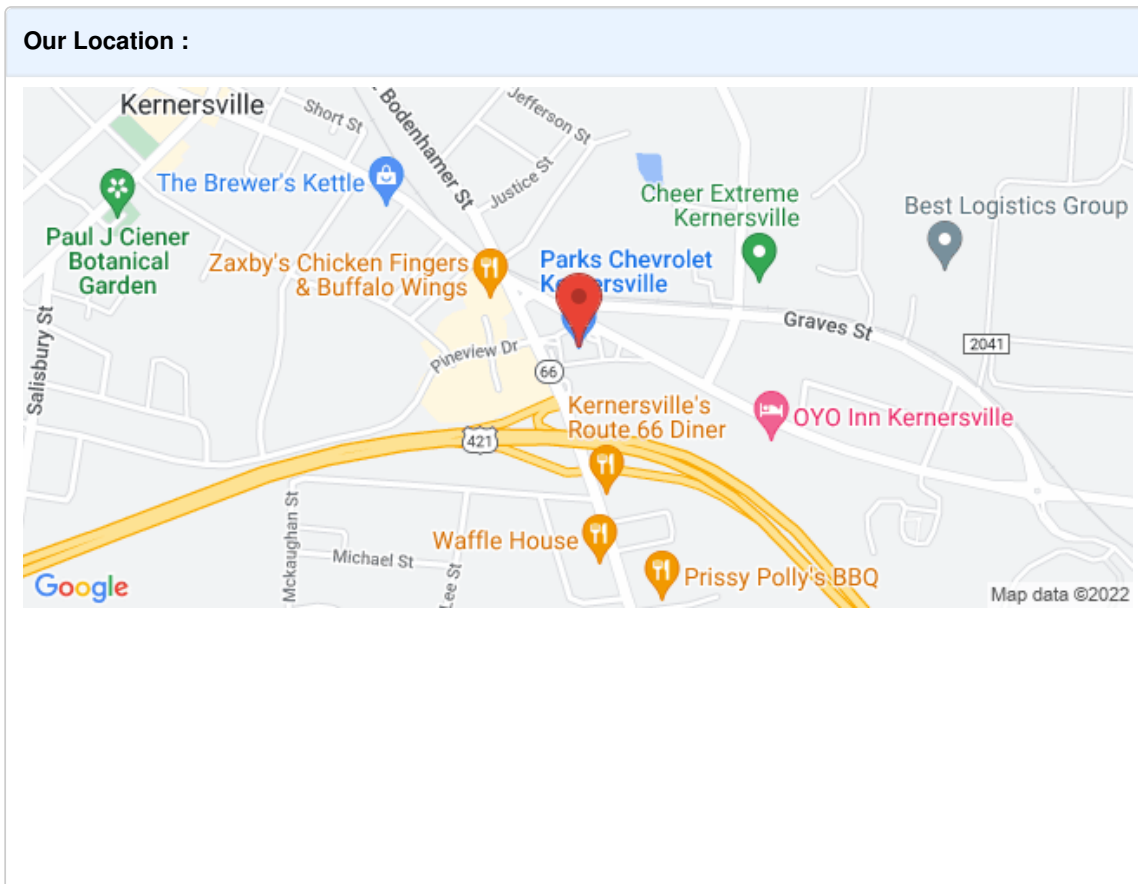 Our Location :
Kernersville
Short St
Bodenhamer St
Jefferson St
Justice St
The Brewer's Kettle
Cheer Extreme
Kernersville
Best Logistics Group
Paul J Ciener
Botanical
Garden
Zaxby's Chicken Fingers
& Buffalo Wings
Parks Chevrolet
Salisbury St
Pineview Dr
Graves St
2041
66
Kernersville's
Route 66 Diner
OYO Inn Kernersville
421
Mckaughan St
Michael St
Lee St
Waffle House
Prissy Polly's BBQ
Google
Map data ©2022